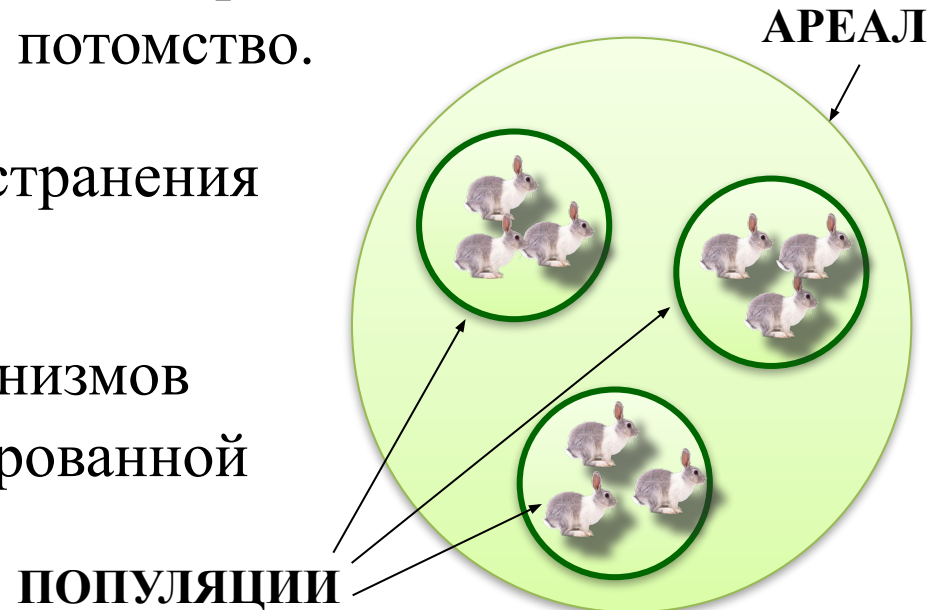 АРЕАЛ
потомство.
странения
низмов
рованной
ПОПУЛЯЦИИ